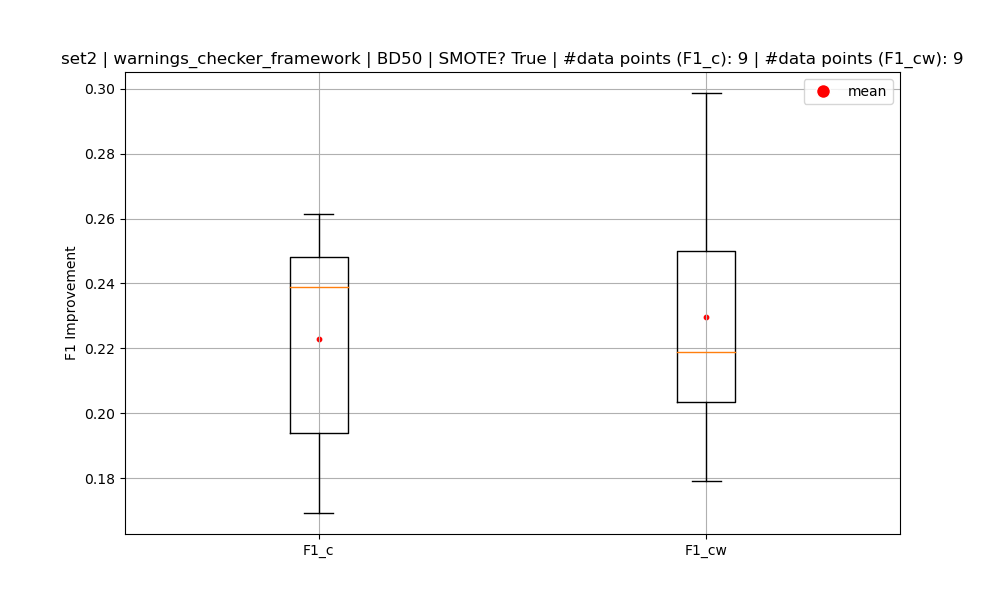 set2 | warnings_checker_framework | BD50 | SMOTE? True | #data points (F1_c): 9 | #data points (F1_cw): 9
mean
0.30
0.28
0.26
0.24
0.22
0.20
0.18
F1 Improvement
F1_c
F1_cw